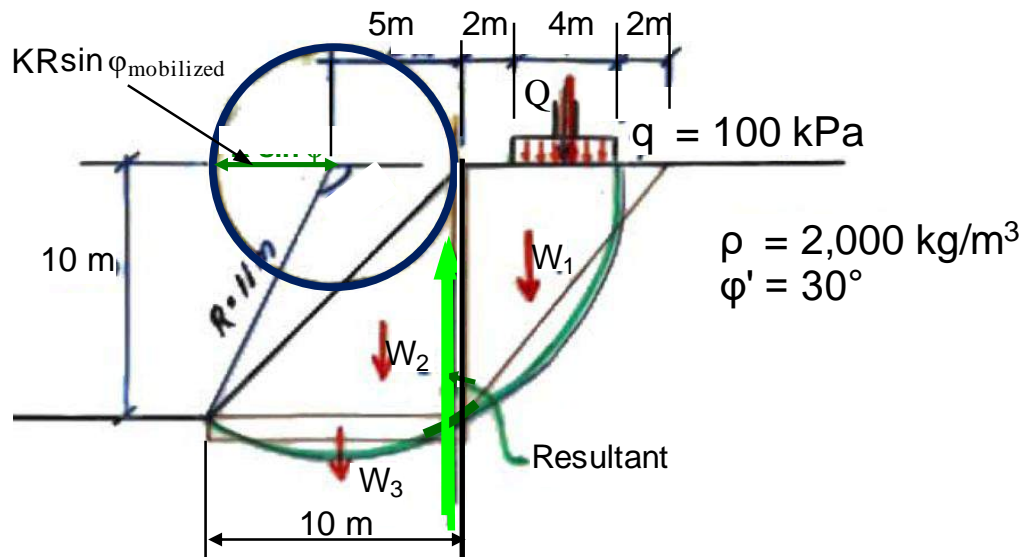 5m 2m 4m 2m
KRsin φmobilized
Q
q = 100 kPa
10 m
R=11m
W₁
ρ = 2,000 kg/m³
φ' = 30°
W₂
Resultant
W₃
10 m